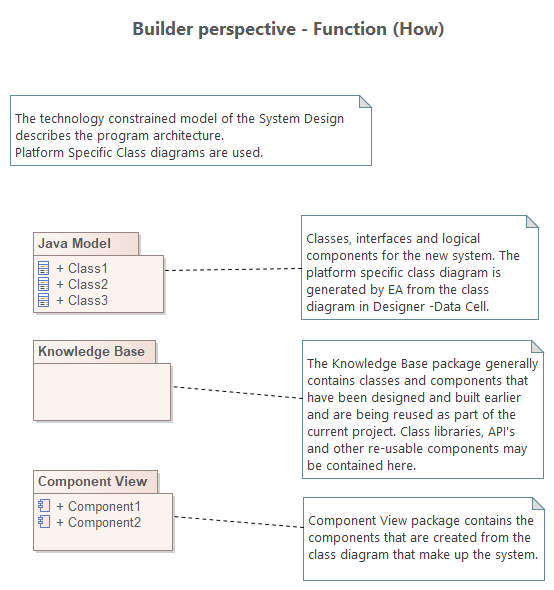 Builder perspective - Function (How)
The technology constrained model of the System Design
describes the program architecture.
Platform Specific Class diagrams are used.
Java Model
+ Class1
+ Class2
+ Class3
Classes, interfaces and logical
components for the new system. The
platform specific class diagram is
generated by EA from the class
diagram in Designer -Data Cell.
Knowledge Base
The Knowledge Base package generally
contains classes and components that
have been designed and built earlier
and are being reused as part of the
current project. Class libraries, API's
and other re-usable components may
be contained here.
Component View
+ Component1
+ Component2
Component View package contains the
components that are created from the
class diagram that make up the system.